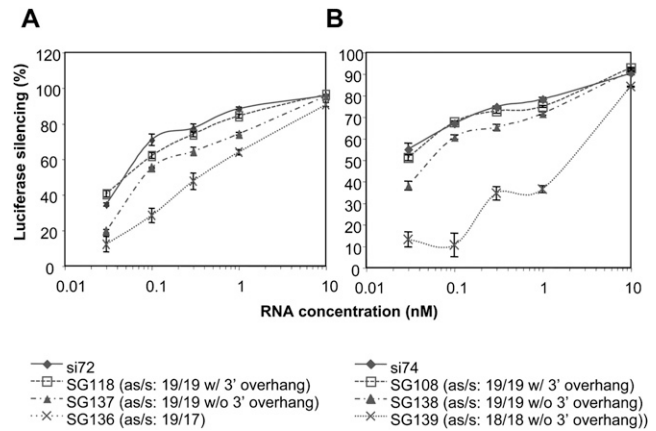 A
B
Luciferase silencing (%)
120
100
80
60
40
20
0
0.01
0.1
1
10
100
90
80
70
60
50
40
30
20
10
0
0.01
0.1
1
10
RNA concentration (nM)
si72
SG118 (as/s: 19/19 w/ 3' overhang)
SG137 (as/s: 19/19 w/o 3' overhang)
SG136 (as/s: 19/17)
si74
SG108 (as/s: 19/19 w/ 3' overhang)
SG138 (as/s: 19/19 w/o 3' overhang)
SG139 (as/s: 18/18 w/o 3' overhang))